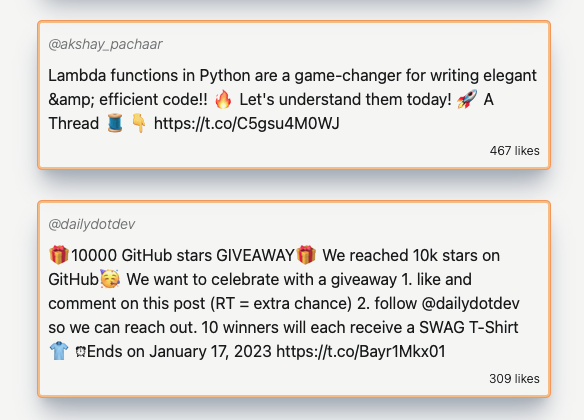 @akshay_pachaar
Lambda functions in Python are a game-changer for writing elegant
&amp; efficient code!! 🔥 Let's understand them today! 🚀 A
Thread 🧵 👇 https://t.co/C5gsu4M0WJ
467 likes
@dailydotdev
🎁10000 GitHub stars GIVEAWAY🎁 We reached 10k stars on
GitHub🥳 We want to celebrate with a giveaway 1. like and
comment on this post (RT = extra chance) 2. follow @dailydotdev
so we can reach out. 10 winners will each receive a SWAG T-Shirt
👕 ⏰Ends on January 17, 2023 https://t.co/Bayr1Mkx01
309 likes